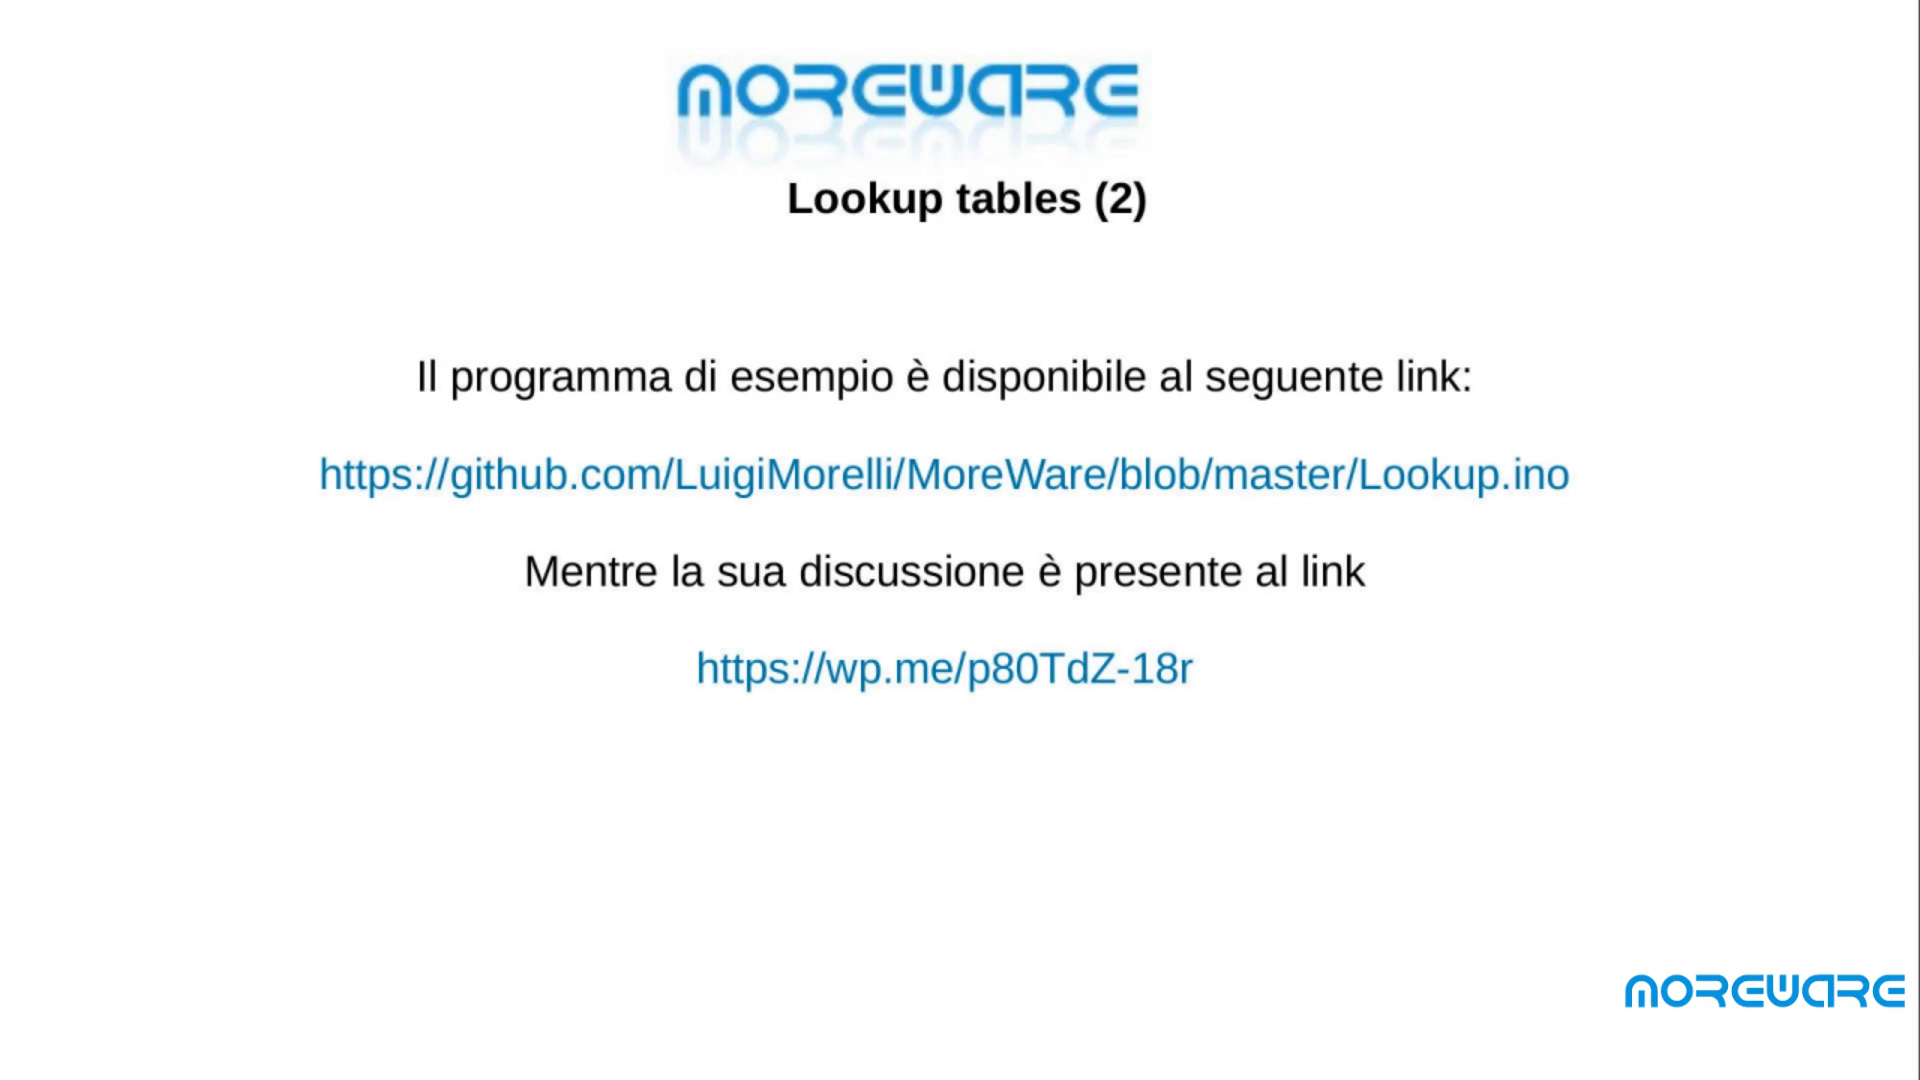 MOREWARE
Lookup tables (2)
Il programma di esempio è disponibile al seguente link:
https://github.com/LuigiMorelli/MoreWare/blob/master/Lookup.ino
Mentre la sua discussione è presente al link
https://wp.me/p80TdZ-18r
MOREWARE